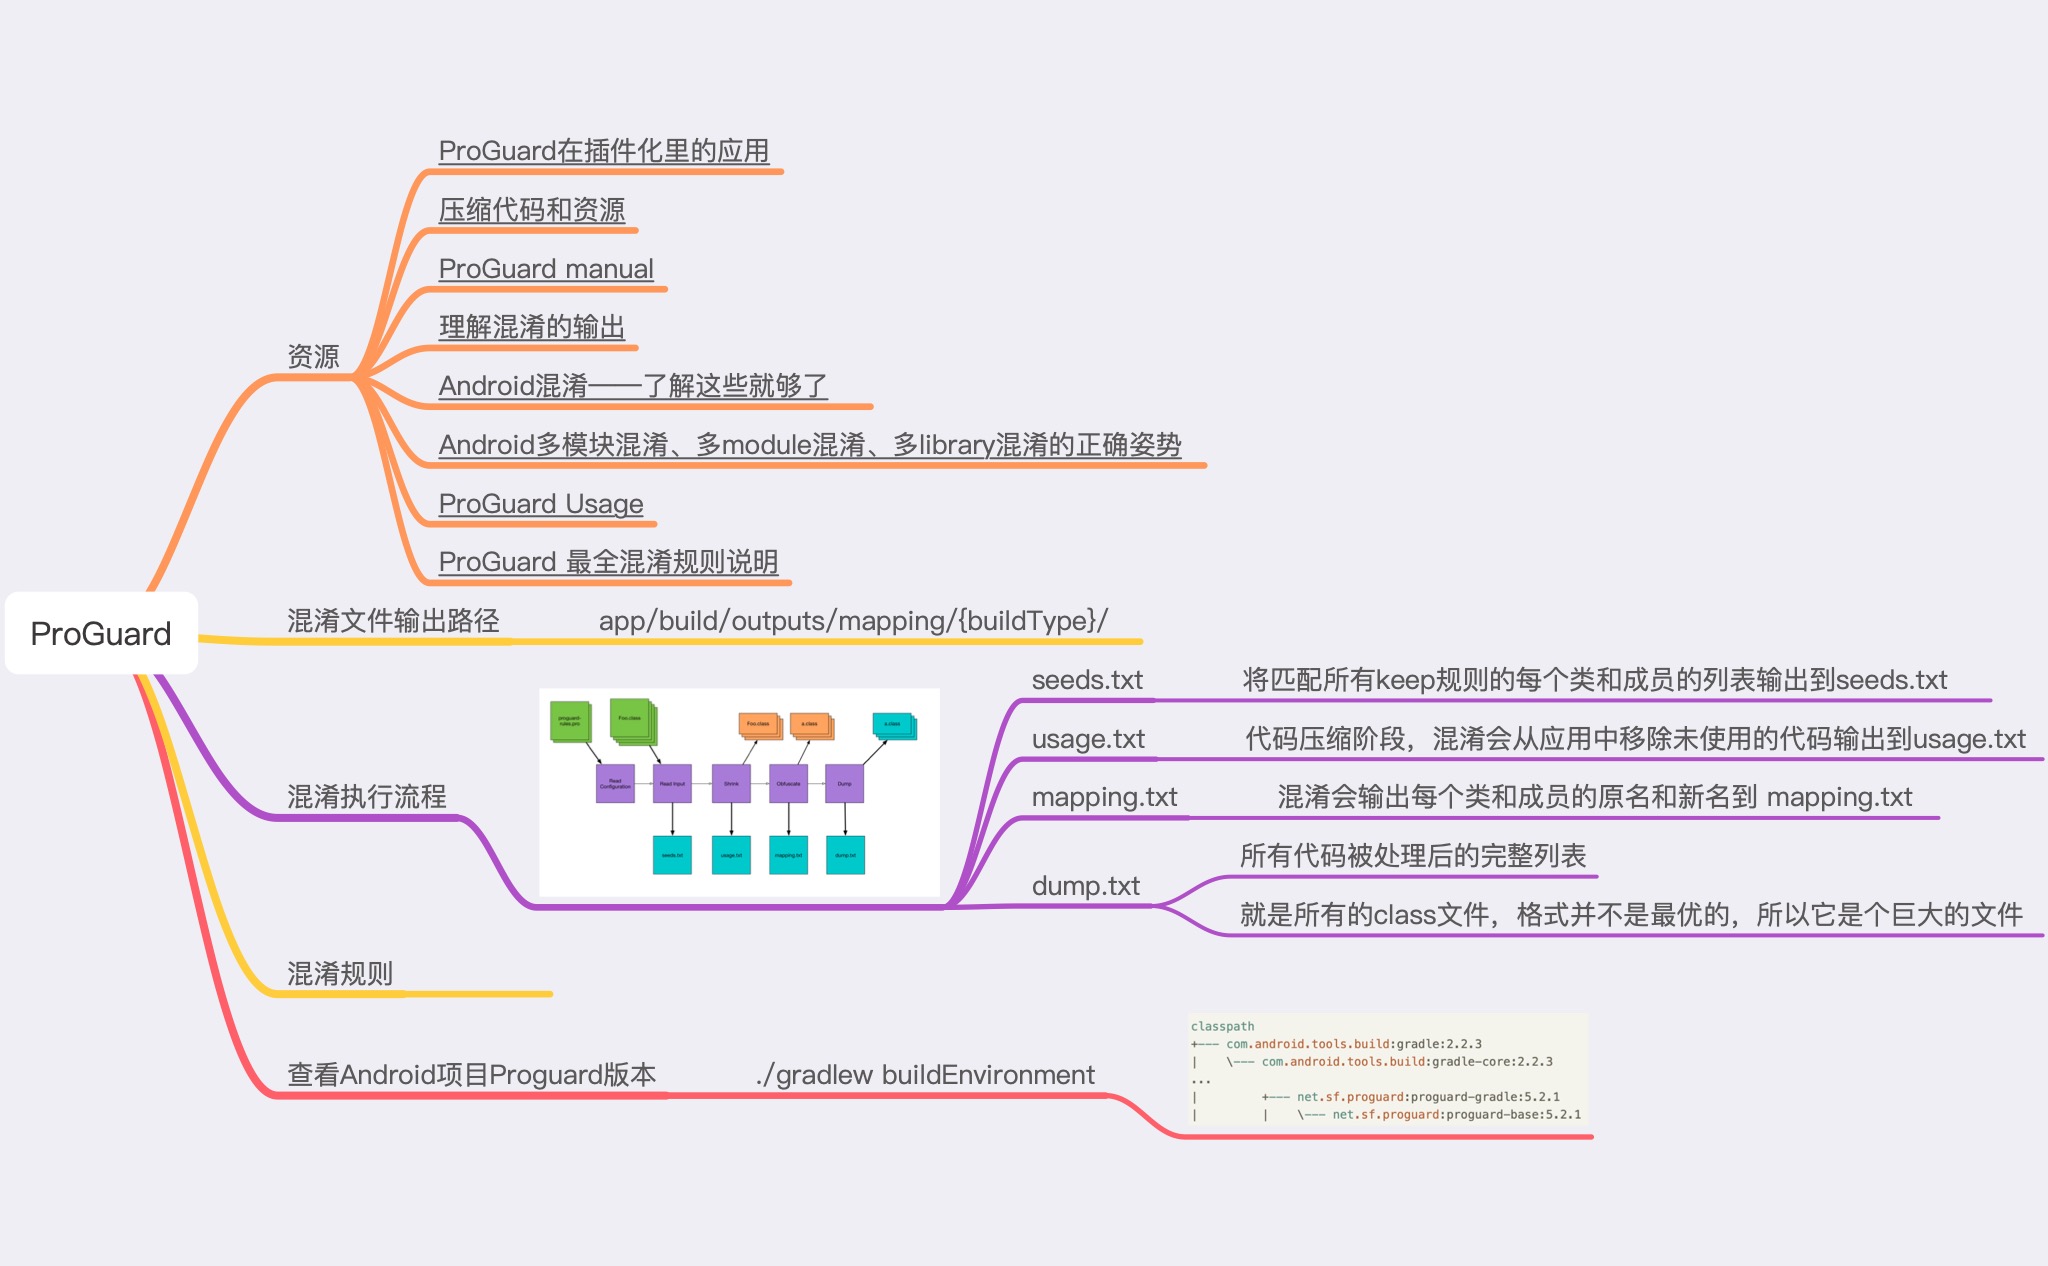 ProGuard
资源
ProGuard在插件化里的应用
压缩代码和资源
ProGuard manual
理解混淆的输出
Android混淆——了解这些就够了
Android多模块混淆、多module混淆、多library混淆的正确姿势
ProGuard Usage
ProGuard 最全混淆规则说明
混淆文件输出路径
app/build/outputs/mapping/{buildType}/
混淆执行流程
proguard-
rules.pro
Foo.class
Foo.class
a.class
o.class
Read
Configuration
Read Input
Shrink
Obfuscate
Dump
seeds.txt
usage.txt
mapping.txt
dump.txt
seeds.txt
将匹配所有keep规则的每个类和成员的列表输出到seeds.txt
usage.txt
代码压缩阶段，混淆会从应用中移除未使用的代码输出到usage.txt
mapping.txt
混淆会输出每个类和成员的原名和新名到 mapping.txt
dump.txt
所有代码被处理后的完整列表
就是所有的class文件，格式并不是最优的，所以它是个巨大的文件
混淆规则
查看Android项目Proguard版本
./gradlew buildEnvironment
classpath
+--- com.android.tools.build:gradle:2.2.3
|    \--- com.android.tools.build:gradle-core:2.2.3
...
|         +--- net.sf.proguard:proguard-gradle:5.2.1
|         |    \--- net.sf.proguard:proguard-base:5.2.1